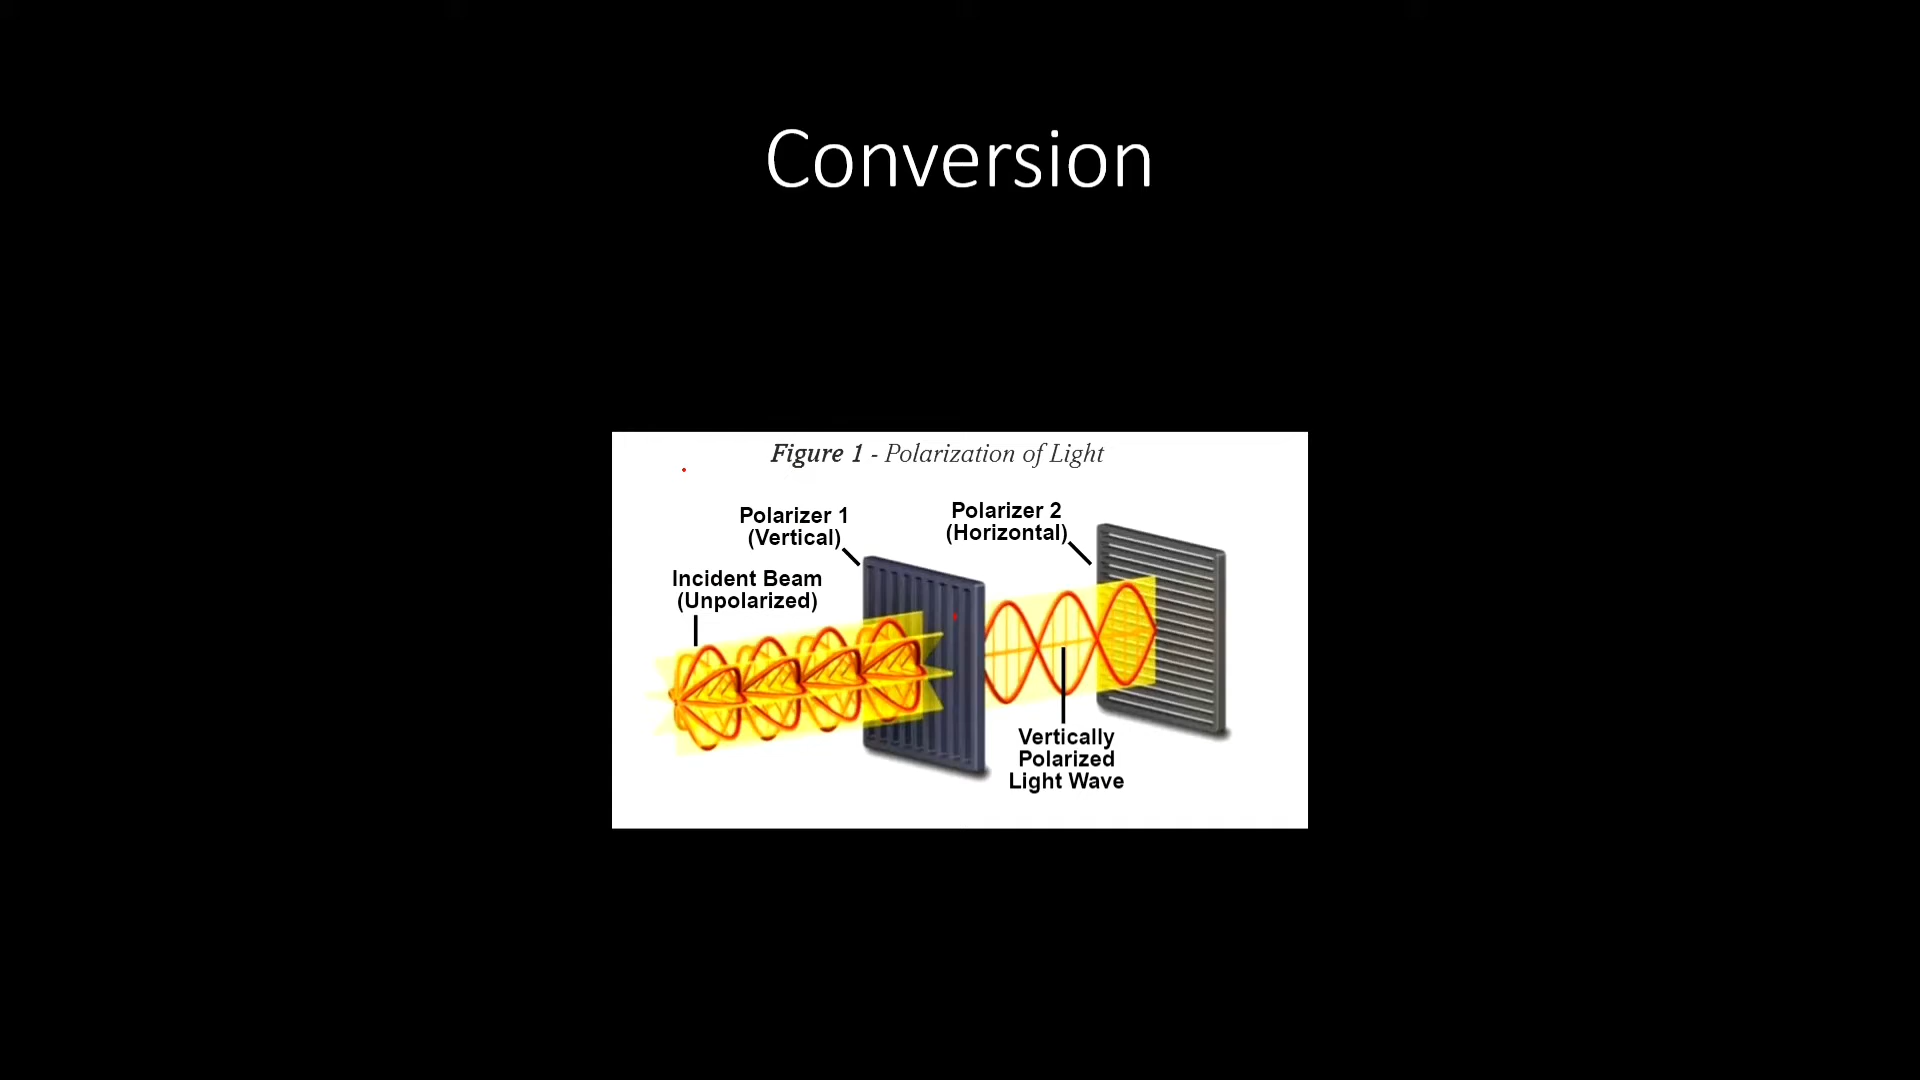 Conversion
Figure 1 - Polarization of Light
Polarizer 1
(Vertical)
Polarizer 2
(Horizontal)
Incident Beam
(Unpolarized)
Vertically
Polarized
Light Wave